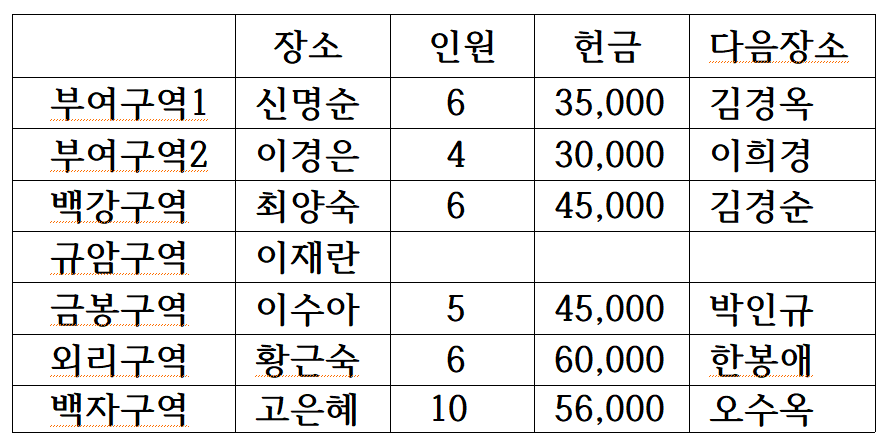 장소 인원 헌금 다음장소
부여구역1 신명순 6 35,000 김경옥
부여구역2 이경은 4 30,000 이희경
백강구역 최양숙 6 45,000 김경순
규암구역 이재란
금봉구역 이수아 5 45,000 박인규
외리구역 황근숙 6 60,000 한봉애
백자구역 고은혜 10 56,000 오수옥